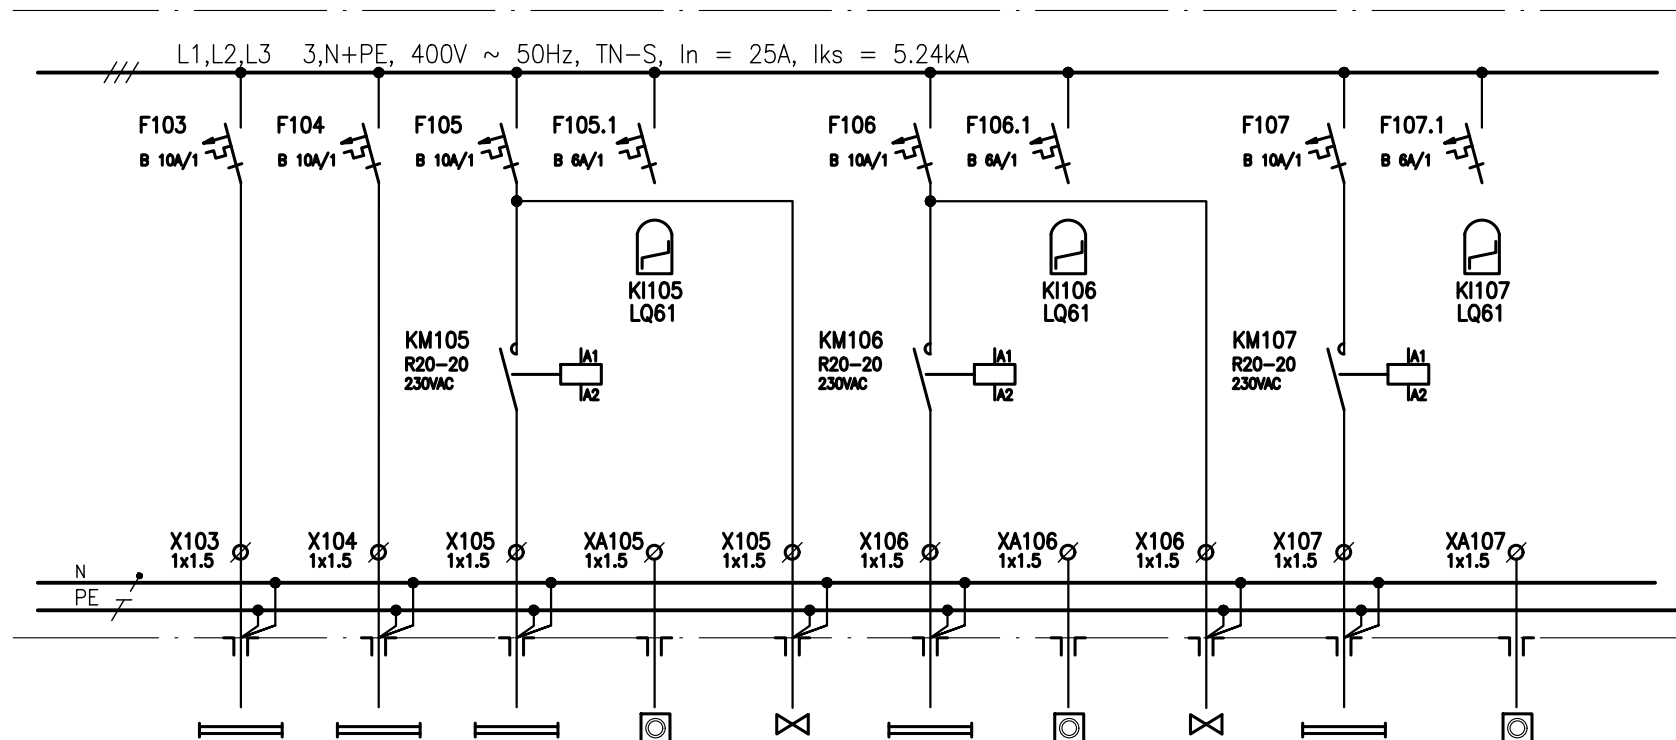 L1,L2,L3 3,N+PE, 400V ~ 50Hz, TN-S, In = 25A, Iks = 5.24kA
F103 F104 F105 F105.1 F106 F106.1 F107 F107.1
B 10A/1 B 10A/1 B 10A/1 B 6A/1 B 10A/1 B 6A/1 B 10A/1 B 6A/1
KI105 KI106 KI107
LQ61 LQ61 LQ61
KM105 KM106 KM107
A1 A1 A1
R20-20 R20-20 R20-20
230VAC 230VAC 230VAC
A2 A2 A2
X103 X104 X105 XA105 X105 X106 XA106 X106 X107 XA107
1x1.5 1x1.5 1x1.5 1x1.5 1x1.5 1x1.5 1x1.5 1x1.5 1x1.5 1x1.5
N
PE